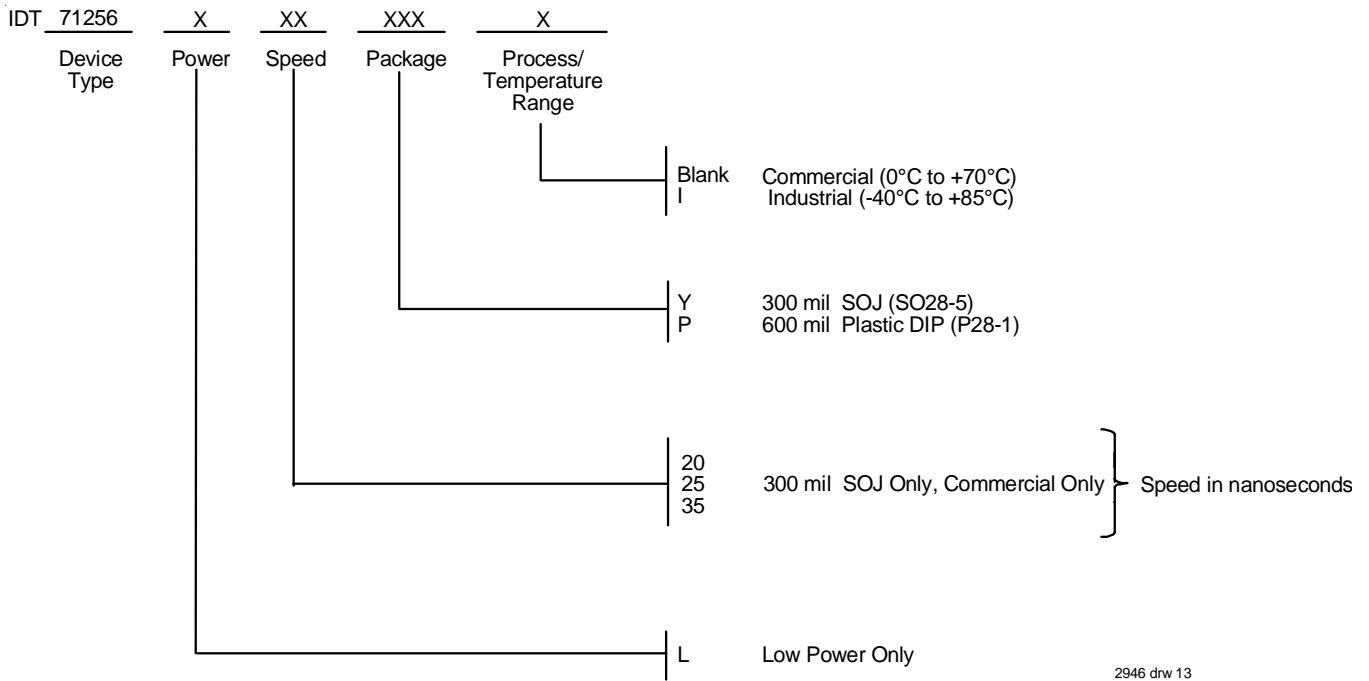 IDT 71256 X XX XXX X
Device Type Power Speed Package Process/ Temperature Range
Blank Commercial (0°C to +70°C)
I Industrial (-40°C to +85°C)
Y 300 mil SOJ (SO28-5)
P 600 mil Plastic DIP (P28-1)
20
25 300 mil SOJ Only, Commercial Only Speed in nanoseconds
35
L Low Power Only
2946 drw 13